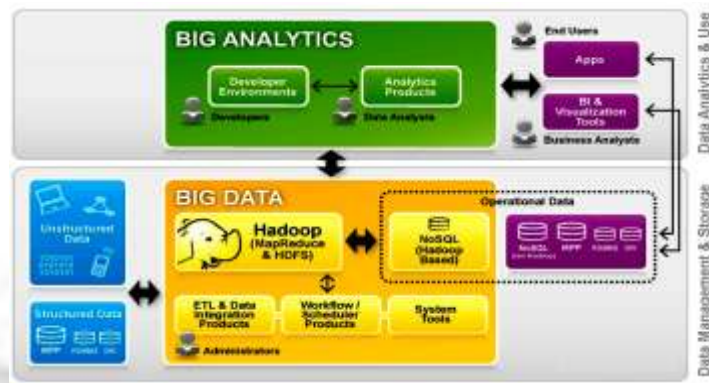 BIG ANALYTICS
Developer
Environments
Analytics
Products
Developers
Data Analysts
End Users
Apps
BI &
Visualization
Tools
Business Analysts
Data Analytics & Use
BIG DATA
Hadoop
(MapReduce
& HDFS)
Operational Data
NoSQL
(Hadoop
Based)
NoSQL
MPP
RDBMS
Unstructured
Data
Structured Data
MPP
RDBMS
ETL & Data
Integration
Products
Workflow /
Scheduler
Products
System
Tools
Administrators
Data Management & Storage